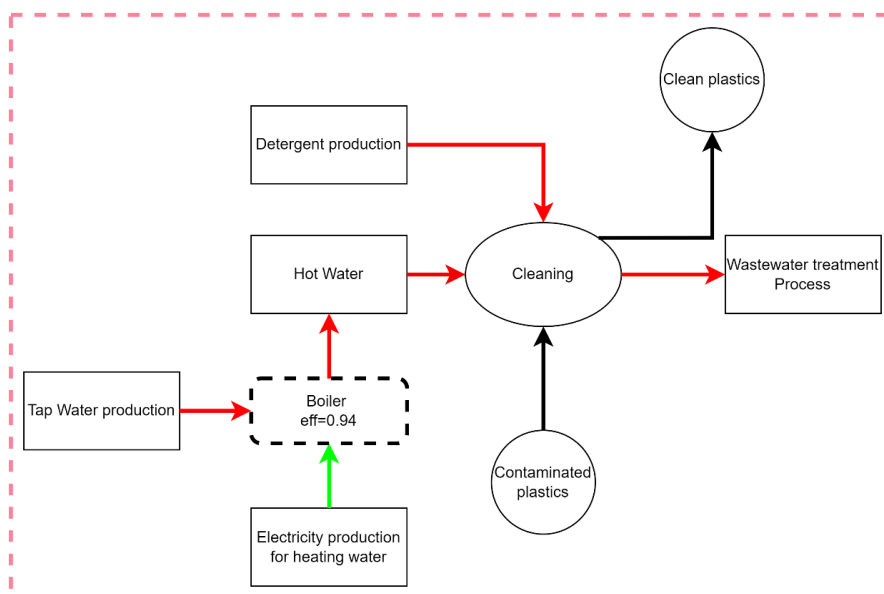 Clean plastics
Detergent production
Hot Water
Cleaning
Wastewater treatment
Process
Tap Water production
Boiler
eff=0.94
Contaminated
plastics
Electricity production
for heating water